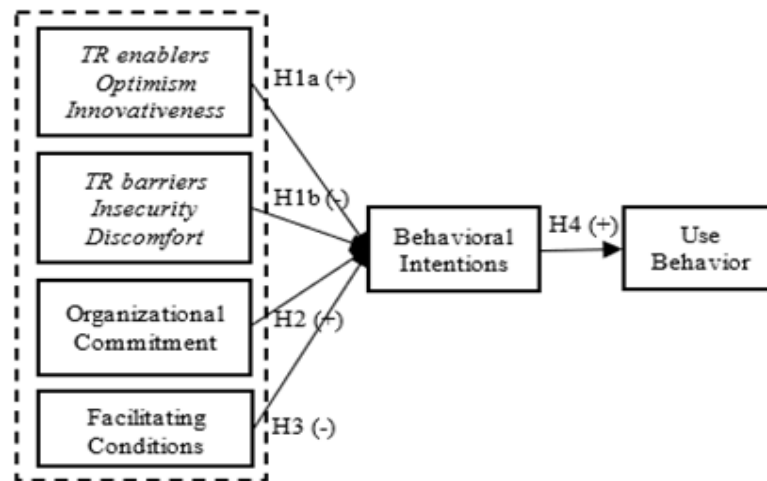 TR enablers
Optimism
Innovativeness
H1a (+)
TR barriers
Insecurity
Discomfort
H1b (-)
Organizational
Commitment
H2 (+)
Facilitating
Conditions
H3 (-)
Behavioral
Intentions
H4 (+)
Use
Behavior